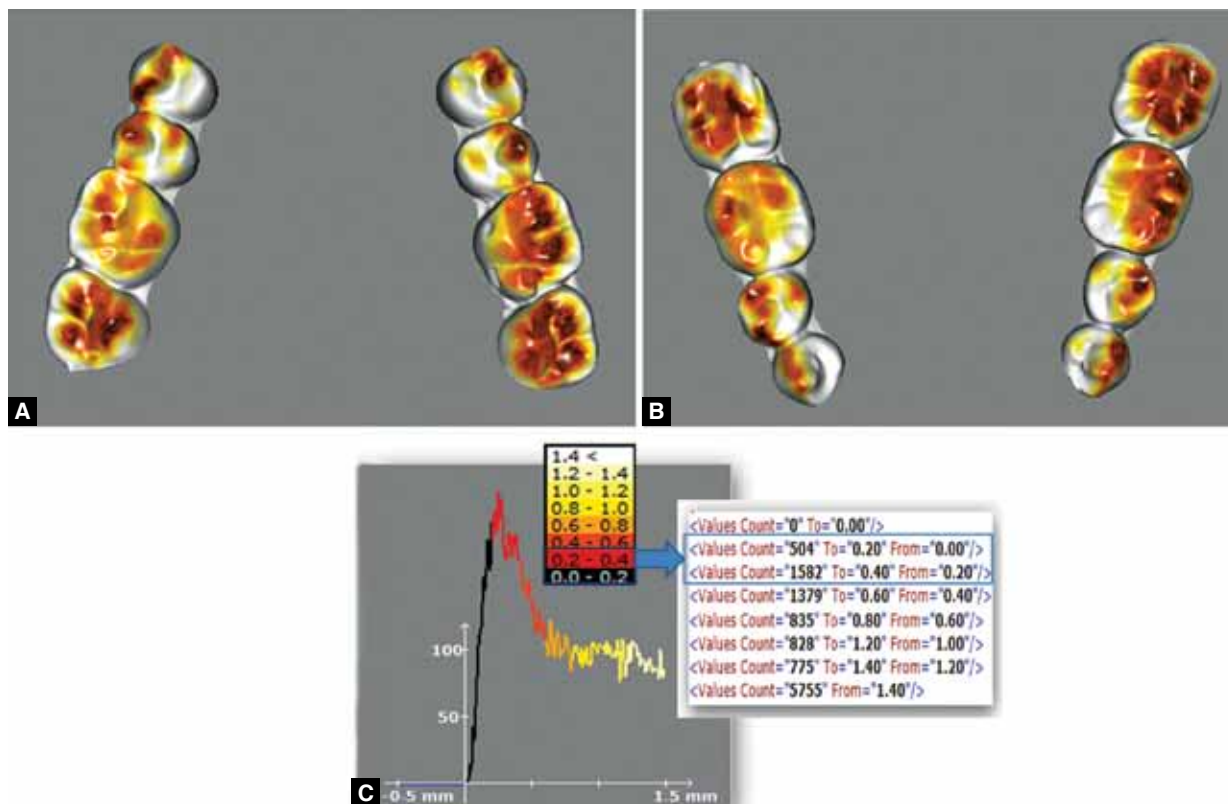 A
B
1.4 <
1.2 - 1.4
1.0 - 1.2
0.8 - 1.0
0.6 - 0.8
0.4 - 0.6
0.2 - 0.4
0.0 - 0.2
<Values Count="0" To="0.00"/>
<Values Count="504" To="0.20" From="0.00"/>
<Values Count="1582" To="0.40" From="0.20"/>
<Values Count="1379" To="0.60" From="0.40"/>
<Values Count="835" To="0.80" From="0.60"/>
<Values Count="828" To="1.20" From="1.00"/>
<Values Count="775" To="1.40" From="1.20"/>
<Values Count="5755" From="1.40"/>
100
50
C
-0.5 mm
1.5 mm